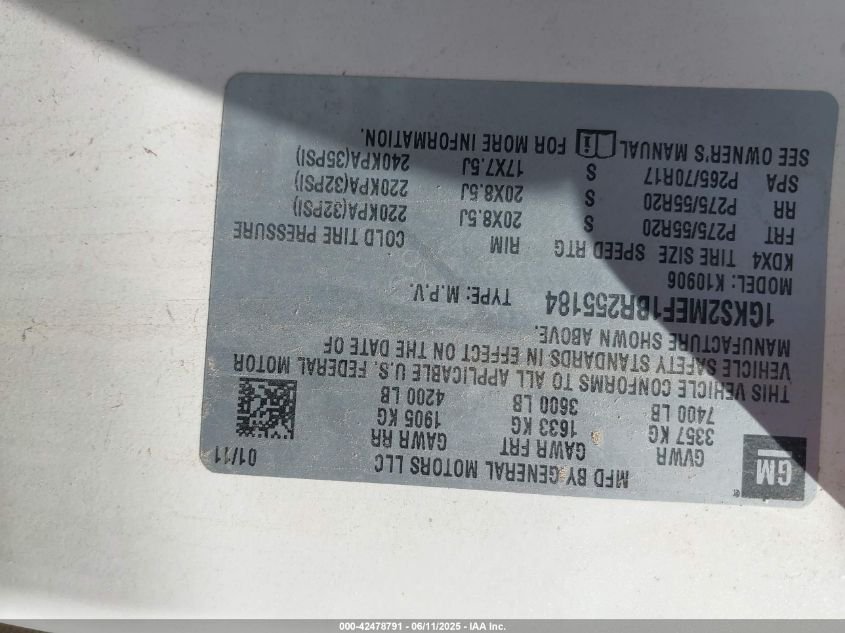 MFD BY GENERAL MOTORS LLC 01/11
GM
GVWR GAWR FRT GAWR RR
3357 KG 1633 KG 1905 KG
7400 LB 3600 LB 4200 LB
THIS VEHICLE CONFORMS TO ALL APPLICABLE U.S. FEDERAL MOTOR
VEHICLE SAFETY STANDARDS IN EFFECT ON THE DATE OF
MANUFACTURE SHOWN ABOVE.
1GKS2MEF1BR255184 TYPE: M.P.V.
MODEL: K10906
KDX4 TIRE SIZE SPEED RTG RIM COLD TIRE PRESSURE
FRT P275/55R20 S 20X8.5J 220KPA(32PSI)
RR P275/55R20 S 20X8.5J 220KPA(32PSI)
SPA P265/70R17 S 17X7.5J 240KPA(35PSI)
SEE OWNER'S MANUAL i FOR MORE INFORMATION.
000-42478791 - 06/11/2025 - IAA Inc.